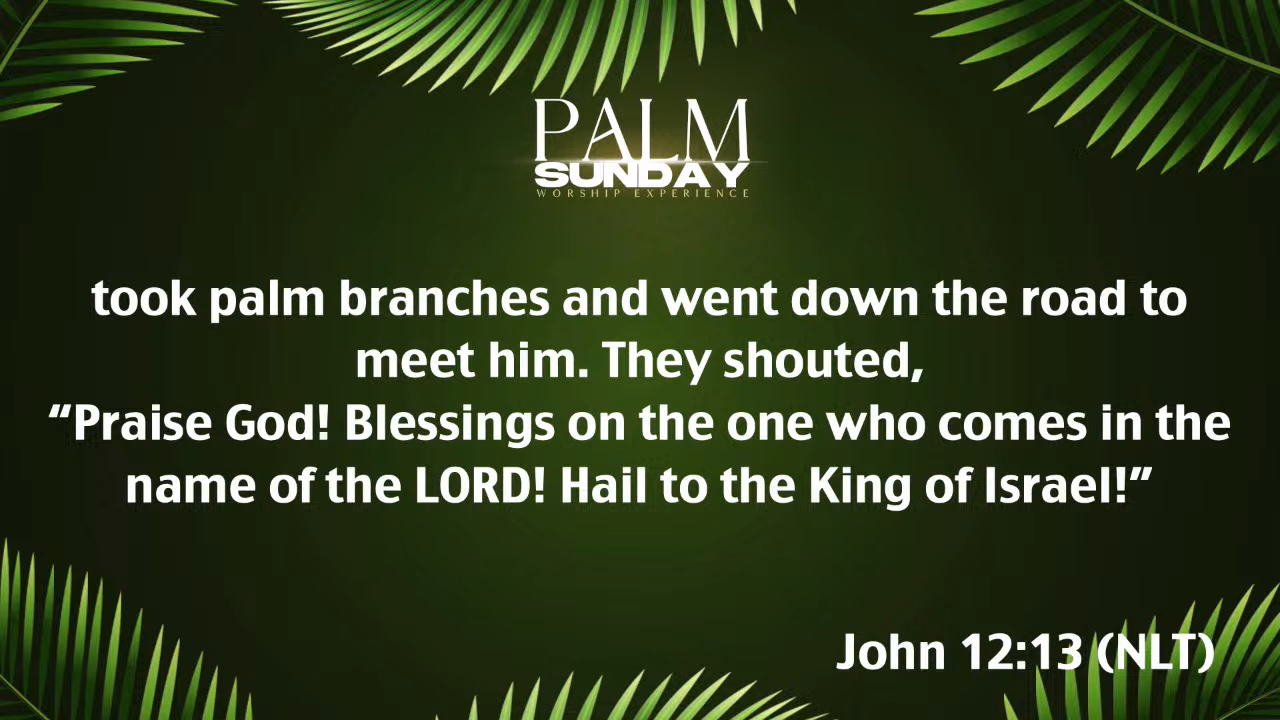 PALM
SUNDAY
WORSHIP EXPERIENCE
took palm branches and went down the road to
meet him. They shouted,
“Praise God! Blessings on the one who comes in the
name of the LORD! Hail to the King of Israel!”
John 12:13 (NLT)